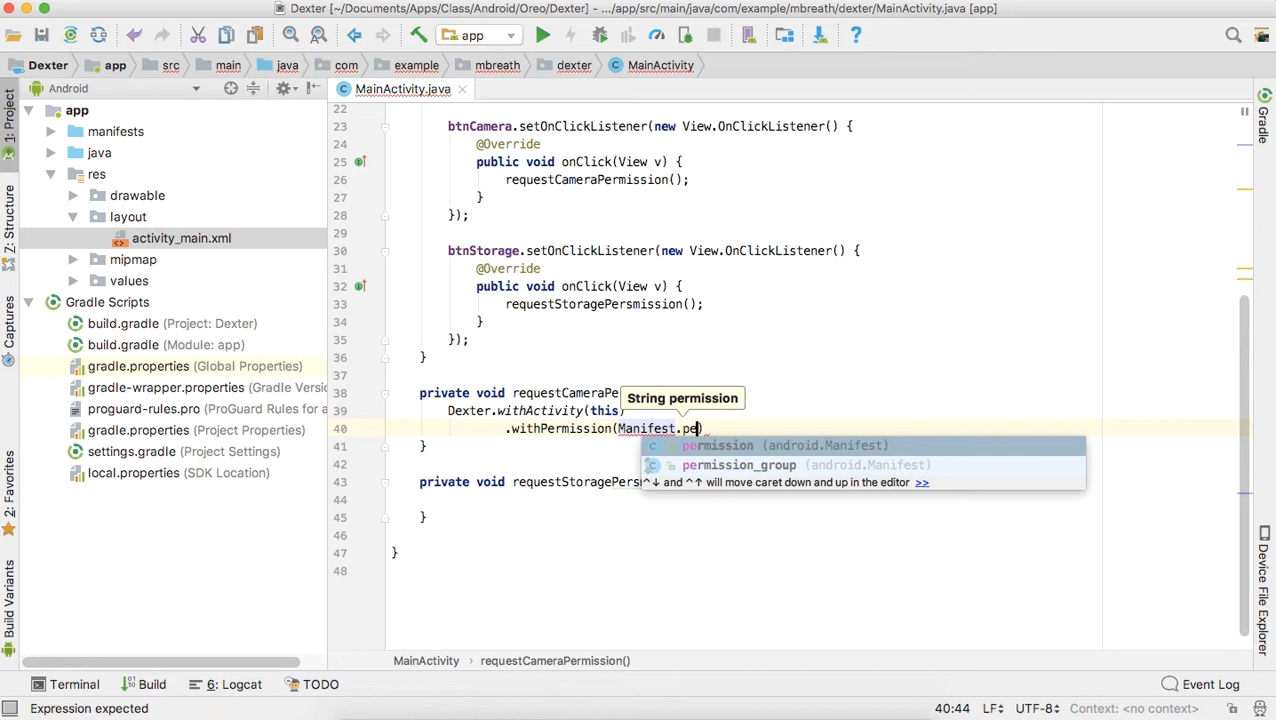 Dexter [~/Documents/Apps/Class/Android/Oreo/Dexter] - .../app/src/main/java/com/example/mbreath/dexter/MainActivity.java [app]
app
Dexter app src main java com example mbreath dexter MainActivity
Android
MainActivity.java
1: Project
Z: Structure
Captures
2: Favorites
Build Variants
app
manifests
java
res
drawable
layout
activity_main.xml
mipmap
values
Gradle Scripts
build.gradle (Project: Dexter)
build.gradle (Module: app)
gradle.properties (Global Properties)
gradle-wrapper.properties (Gradle Vers
proguard-rules.pro (ProGuard Rules for a
gradle.properties (Project Properties)
settings.gradle (Project Settings)
local.properties (SDK Location)
22
23 btnCamera.setOnClickListener(new View.OnClickListener() {
24 @Override
25 public void onClick(View v) {
26 requestCameraPermission();
27 }
28 });
29
30 btnStorage.setOnClickListener(new View.OnClickListener() {
31 @Override
32 public void onClick(View v) {
33 requestStoragePersmission();
34 }
35 });
36 }
37
38 private void requestCameraPe
String permission
39 Dexter.withActivity(this)
40 .withPermission(Manifest.pe)
permission (android.Manifest)
41 }
permission_group (android.Manifest)
42
^↓ and ^↑ will move caret down and up in the editor >>
43 private void requestStoragePers
44
45 }
46
47 }
48
Gradle
Device File Explorer
MainActivity requestCameraPermission()
Terminal Build 6: Logcat TODO Event Log
Expression expected 40:44 LF÷ UTF-8÷ Context: <no context>